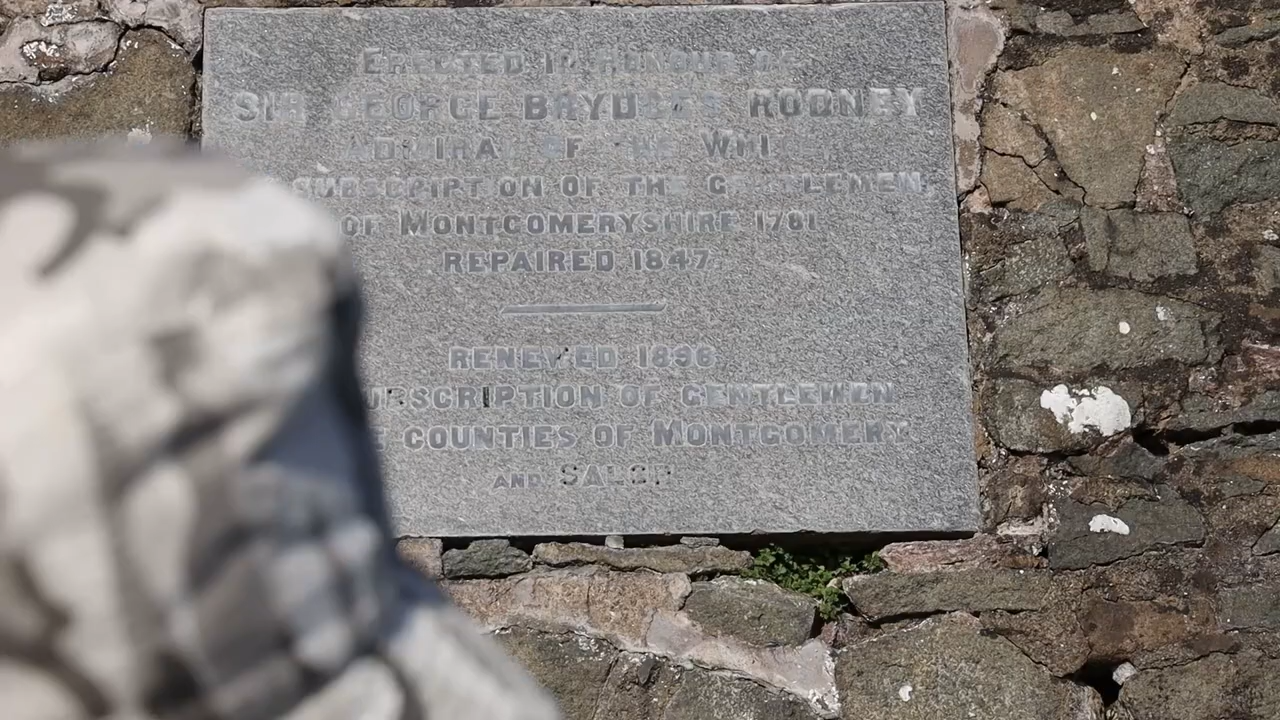 ERECTED IN HONOUR OF
SIR GEORGE BRYDGES RODNEY
ADMIRAL OF THE WHITE
SUBSCRIPTION OF THE GENTLEMEN
OF MONTGOMERYSHIRE 1781
REPAIRED 1847
RENEWED 1896
SUBSCRIPTION OF GENTLEMEN
COUNTIES OF MONTGOMERY
AND SALOP